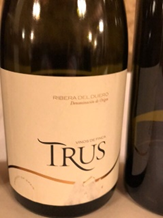 RIBERA DEL DUERO
Denominación de Origen
TRUS